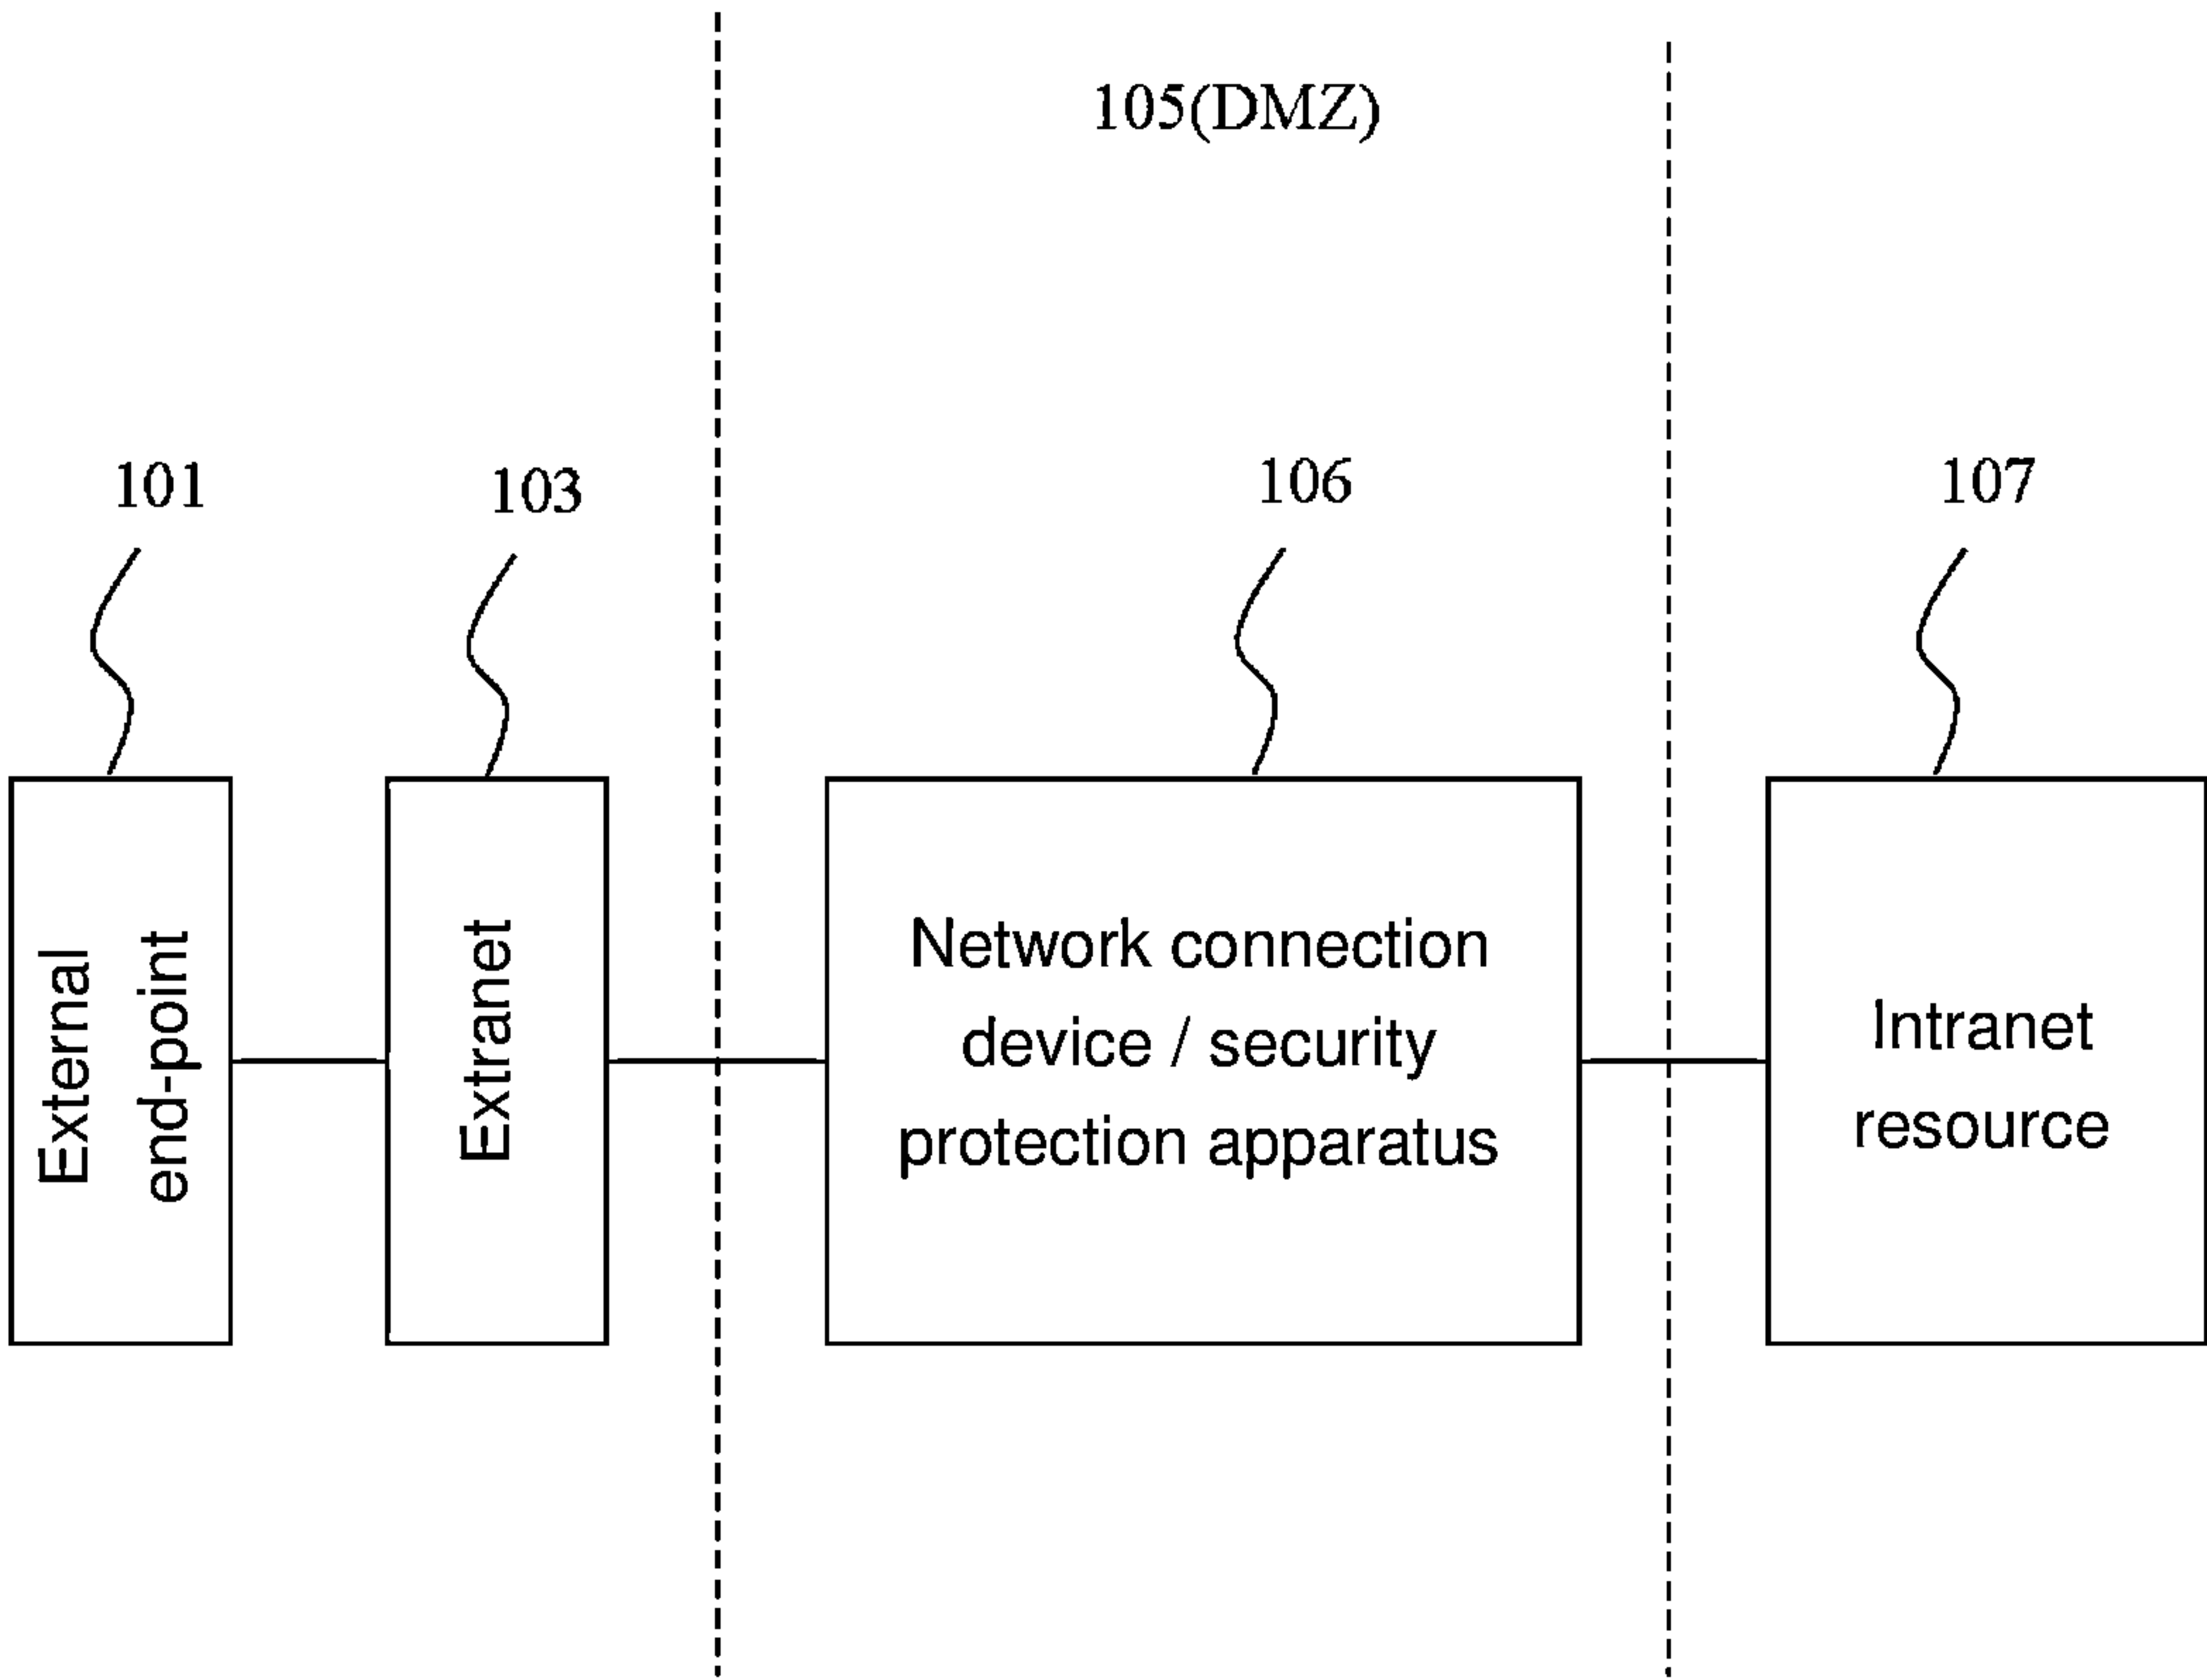 105(DMZ)
101
103
106
107
External
end-point
Extranet
Network connection
device / security
protection apparatus
Intranet
resource